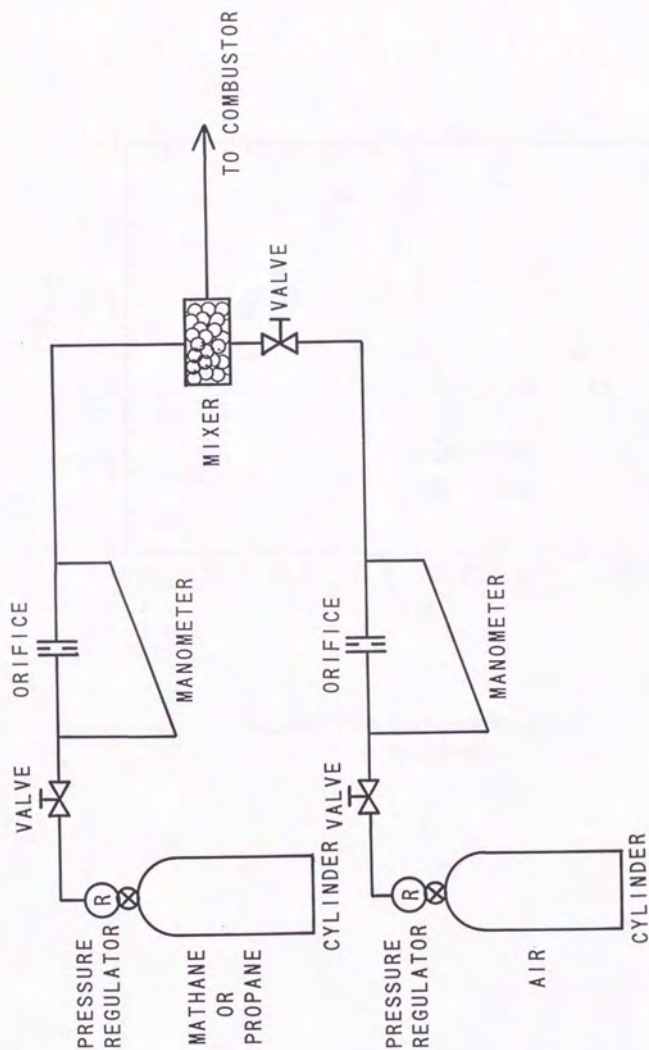 PRESSURE
REGULATOR
VALVE
ORIFICE
MANOMETER
MATHANE
OR
PROPANE
CYLINDER
MIXER
VALVE
TO COMBUSTOR
PRESSURE
REGULATOR
VALVE
ORIFICE
MANOMETER
AIR
CYLINDER
R
R